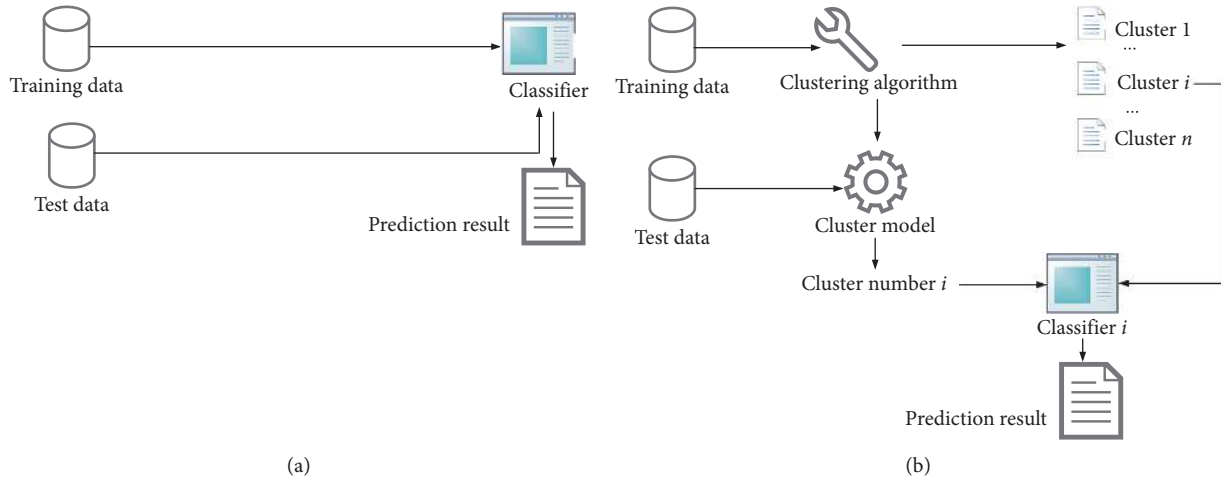 Training data
Classifier
Test data
Prediction result
(a)
Training data
Clustering algorithm
Cluster 1
...
Cluster i
...
Cluster n
Test data
Cluster model
Cluster number i
Classifier i
Prediction result
(b)